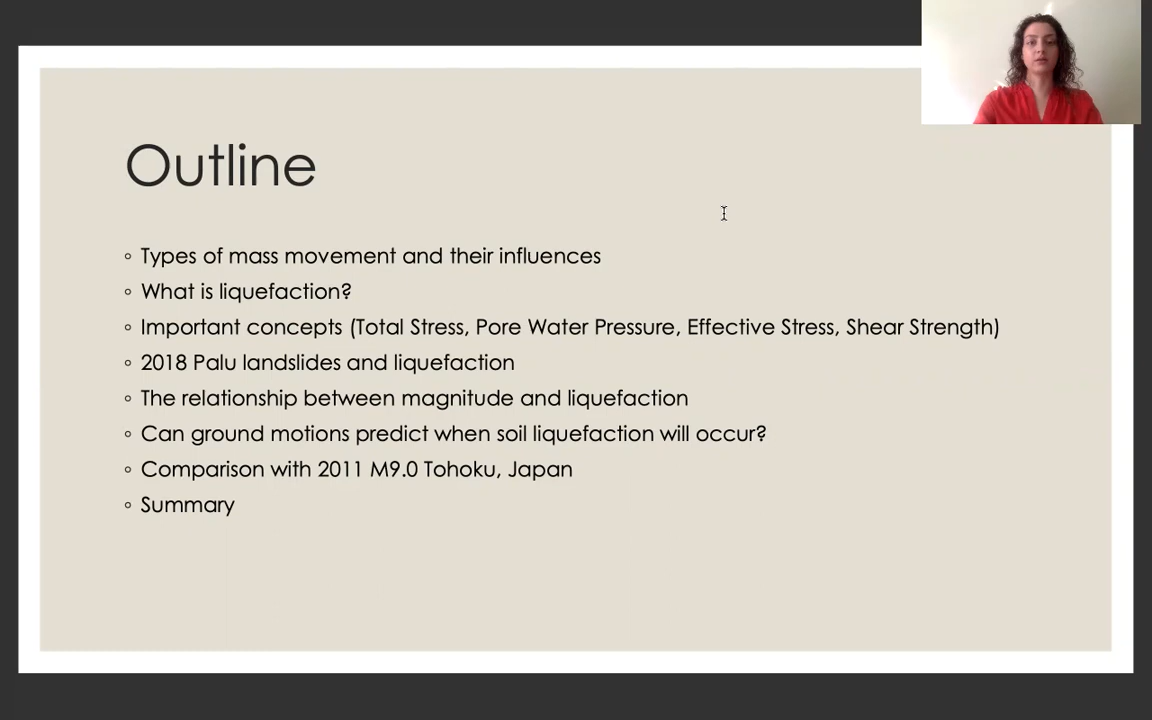 Outline
Types of mass movement and their influences
What is liquefaction?
Important concepts (Total Stress, Pore Water Pressure, Effective Stress, Shear Strength)
2018 Palu landslides and liquefaction
The relationship between magnitude and liquefaction
Can ground motions predict when soil liquefaction will occur?
Comparison with 2011 M9.0 Tohoku, Japan
Summary